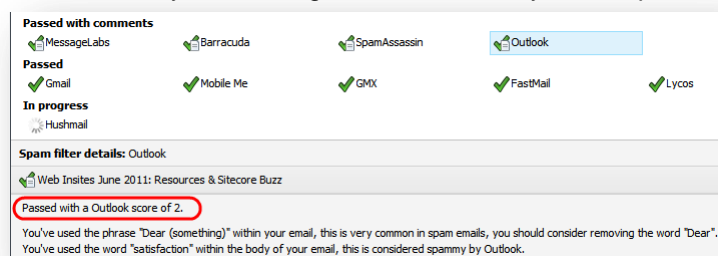 Passed with comments
MessageLabs Barracuda SpamAssassin Outlook
Passed
Gmail Mobile Me GMX FastMail Lycos
In progress
Hushmail
Spam filter details: Outlook
Web Insites June 2011: Resources & Sitecore Buzz
Passed with a Outlook score of 2.
You've used the phrase "Dear (something)" within your email, this is very common in spam emails, you should consider removing the word "Dear".
You've used the word "satisfaction" within the body of your email, this is considered spammy by Outlook.